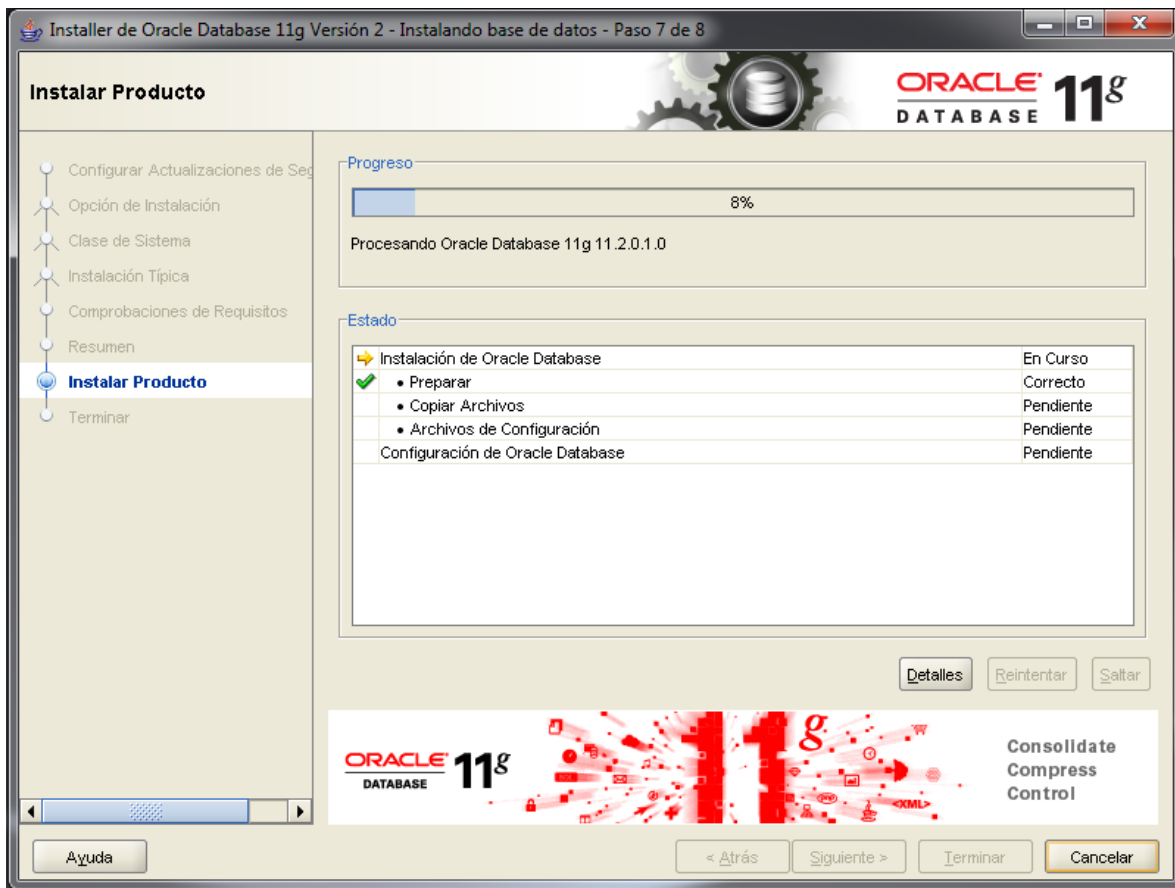 Installer de Oracle Database 11g Versión 2 - Instalando base de datos - Paso 7 de 8
Instalar Producto
ORACLE DATABASE 11g
Configurar Actualizaciones de Seg
Opción de Instalación
Clase de Sistema
Instalación Típica
Comprobaciones de Requisitos
Resumen
Instalar Producto
Terminar
Progreso
8%
Procesando Oracle Database 11g 11.2.0.1.0
Estado
Instalación de Oracle Database En Curso
• Preparar Correcto
• Copiar Archivos Pendiente
• Archivos de Configuración Pendiente
Configuración de Oracle Database Pendiente
Detalles Reintentar Saltar
ORACLE DATABASE 11g
11g
<XML>
Consolidate
Compress
Control
Ayuda < Atrás Siguiente > Terminar Cancelar